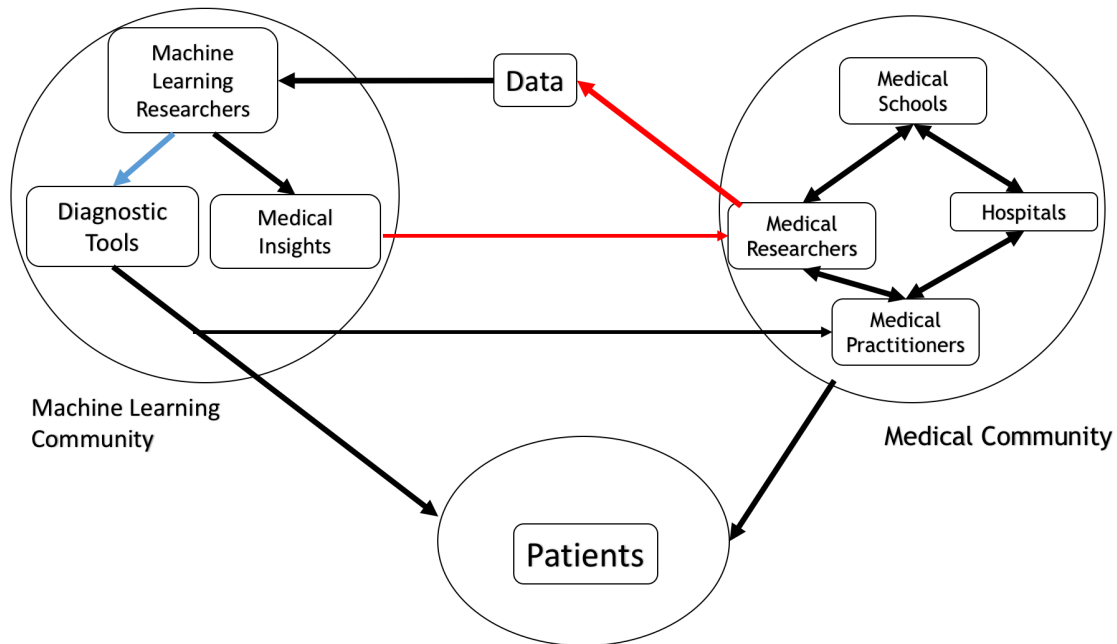 Machine
Learning
Researchers
Data
Medical
Schools
Diagnostic
Tools
Medical
Insights
Medical
Researchers
Hospitals
Medical
Practitioners
Machine Learning
Community
Medical Community
Patients